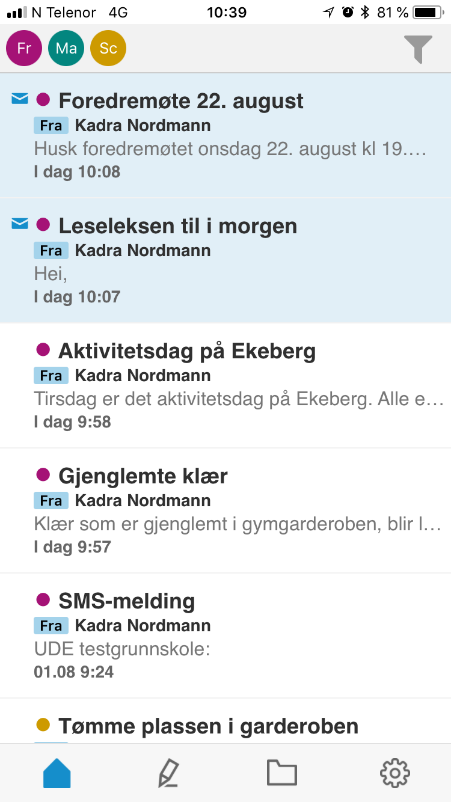 N Telenor 4G 10:39 81 %
Fr Ma Sc
Foredremøte 22. august
Fra Kadra Nordmann
Husk foredremøtet onsdag 22. august kl 19....
I dag 10:08
Leseleksen til i morgen
Fra Kadra Nordmann
Hei,
I dag 10:07
Aktivitetsdag på Ekeberg
Fra Kadra Nordmann
Tirsdag er det aktivitetsdag på Ekeberg. Alle e...
I dag 9:58
Gjenglemte klær
Fra Kadra Nordmann
Klær som er gjenglemt i gymgarderoben, blir l...
I dag 9:57
SMS-melding
Fra Kadra Nordmann
UDE testgrunnskole:
01.08 9:24
Tømme plassen i garderoben